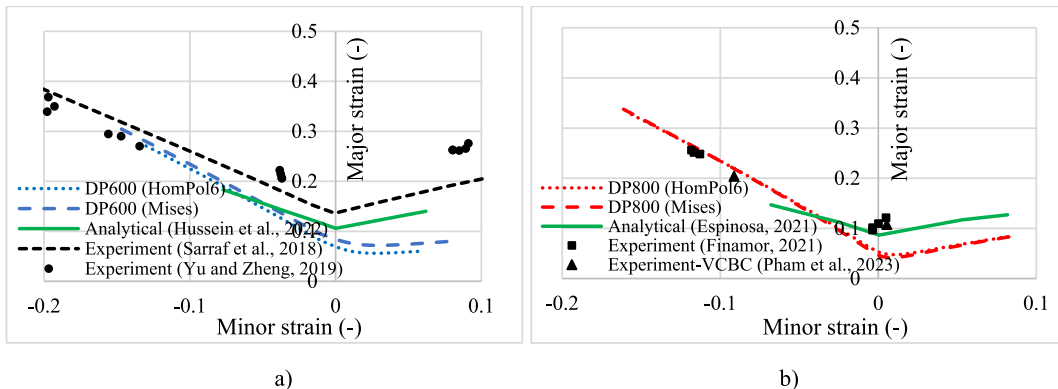 0.5
0.4
0.3
0.2
0.1
0
-0.2
-0.1
0
0.1
Major strain (-)
Minor strain (-)
DP600 (HomPol6)
DP600 (Mises)
Analytical (Hussein et al., 2022)
Experiment (Sarraf et al., 2018)
Experiment (Yu and Zheng, 2019)
a)
0.5
0.4
0.3
0.2
0.1
0
-0.2
-0.1
0
0.1
Major strain (-)
Minor strain (-)
DP800 (HomPol6)
DP800 (Mises)
Analytical (Espinosa, 2021)
Experiment (Finamor, 2021)
Experiment-VCBC (Pham et al., 2023)
b)